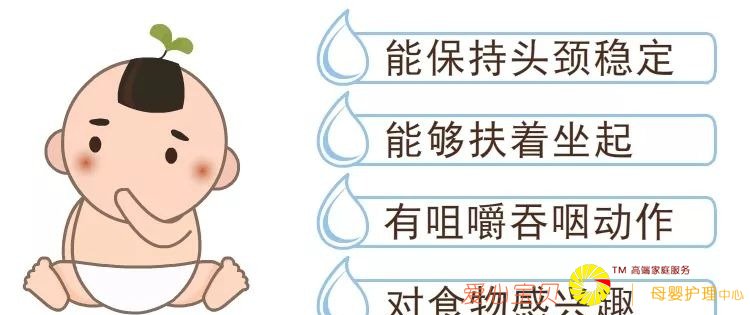 能保持头颈稳定
能够扶着坐起
有咀嚼吞咽动作
对食物感兴趣
爱心宝贝
TM 高端家庭服务
母婴护理中心